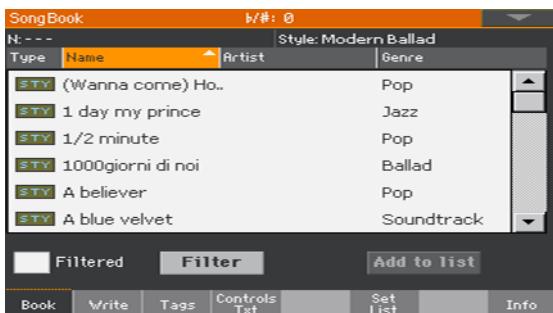 SongBook ♭/#: 0
N: - - - Style: Modern Ballad
Type Name Artist Genre
STY (Wanna come) Ho.. Pop
STY 1 day my prince Jazz
STY 1/2 minute Pop
STY 1000giorni di noi Ballad
STY A believer Pop
STY A blue velvet Soundtrack
Filtered Filter Add to list
Book Write Tags Controls Txt Set List Info